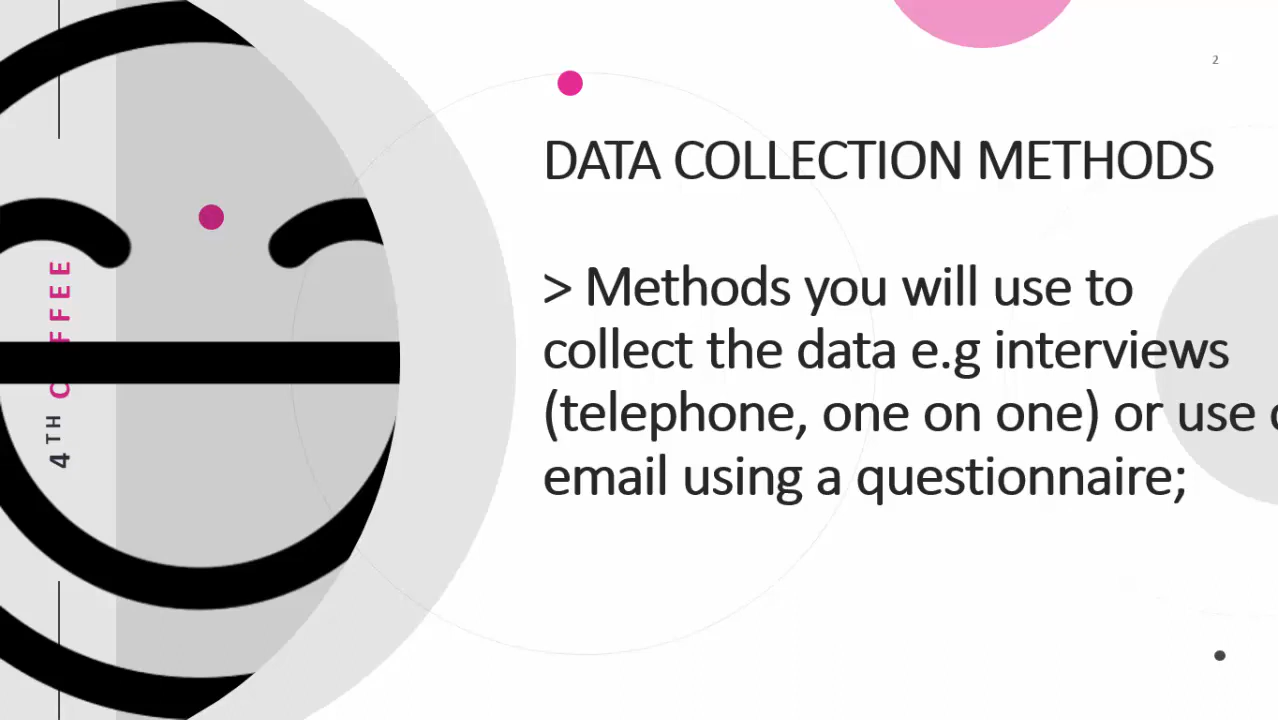 2
DATA COLLECTION METHODS
> Methods you will use to
collect the data e.g interviews
(telephone, one on one) or use
email using a questionnaire;
4TH COFFEE